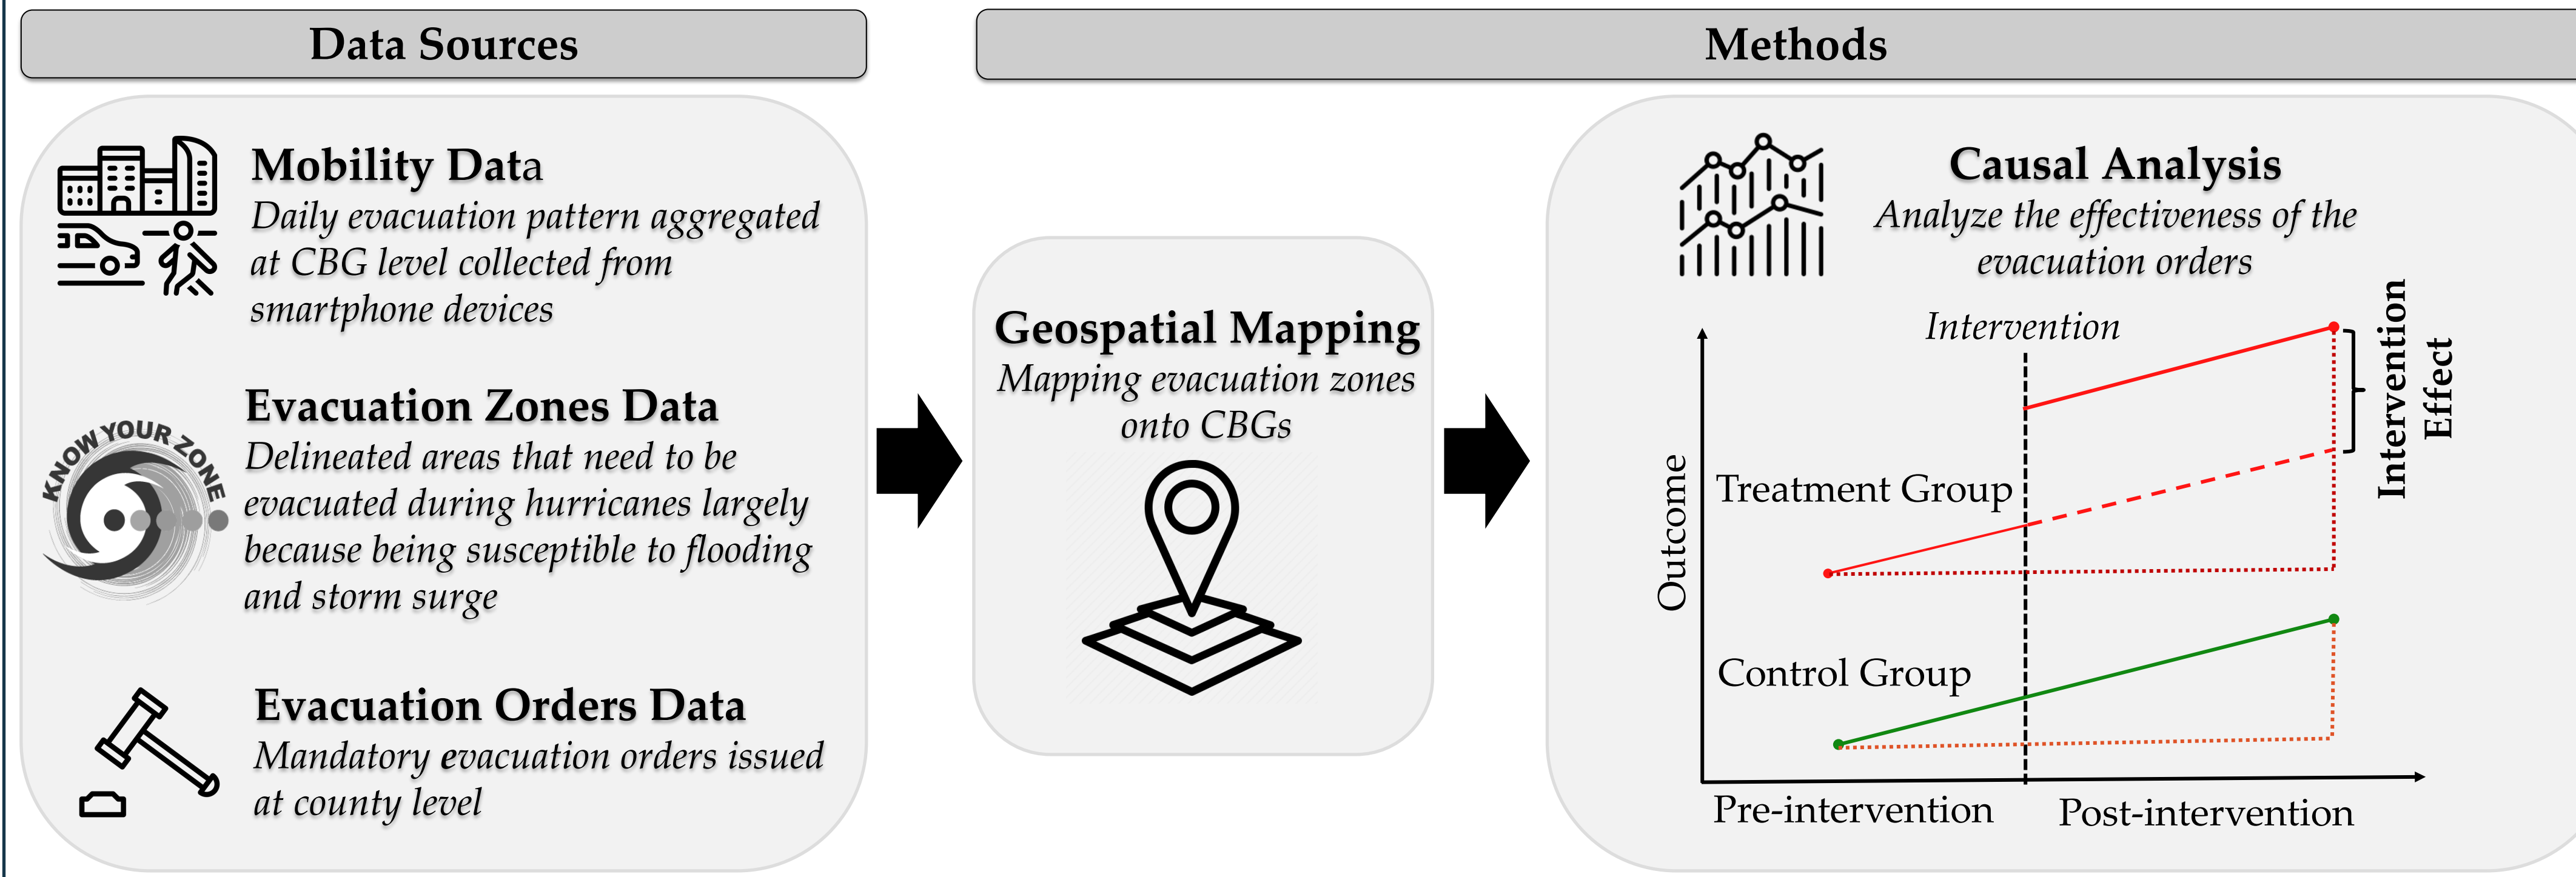 Data Sources
Mobility Data
Daily evacuation pattern aggregated
at CBG level collected from
smartphone devices
KNOW YOUR ZONE
Evacuation Zones Data
Delineated areas that need to be
evacuated during hurricanes largely
because being susceptible to flooding
and storm surge
Evacuation Orders Data
Mandatory evacuation orders issued
at county level
Methods
Geospatial Mapping
Mapping evacuation zones
onto CBGs
Causal Analysis
Analyze the effectiveness of the
evacuation orders
Intervention
Intervention
Effect
Outcome
Treatment Group
Control Group
Pre-intervention
Post-intervention